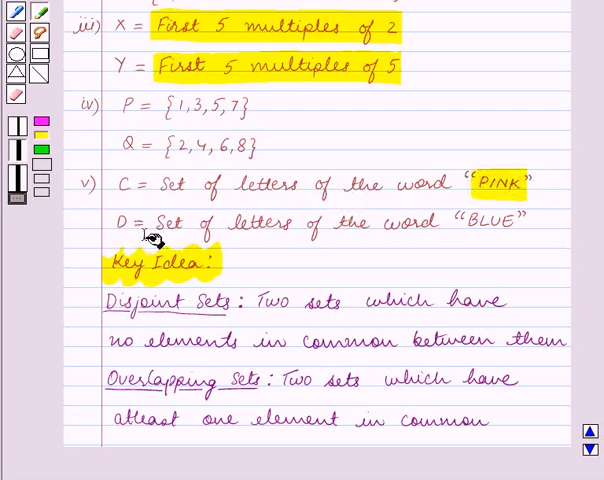 iii) X = First 5 multiples of 2
Y = First 5 multiples of 5
iv) P = {1,3,5,7}
Q = {2,4,6,8}
v) C = Set of letters of the word "PINK"
D = Set of letters of the word "BLUE"
Key Idea:
Disjoint Sets : Two sets which have
no elements in common between them
Overlapping Sets : Two sets which have
atleast one element in common